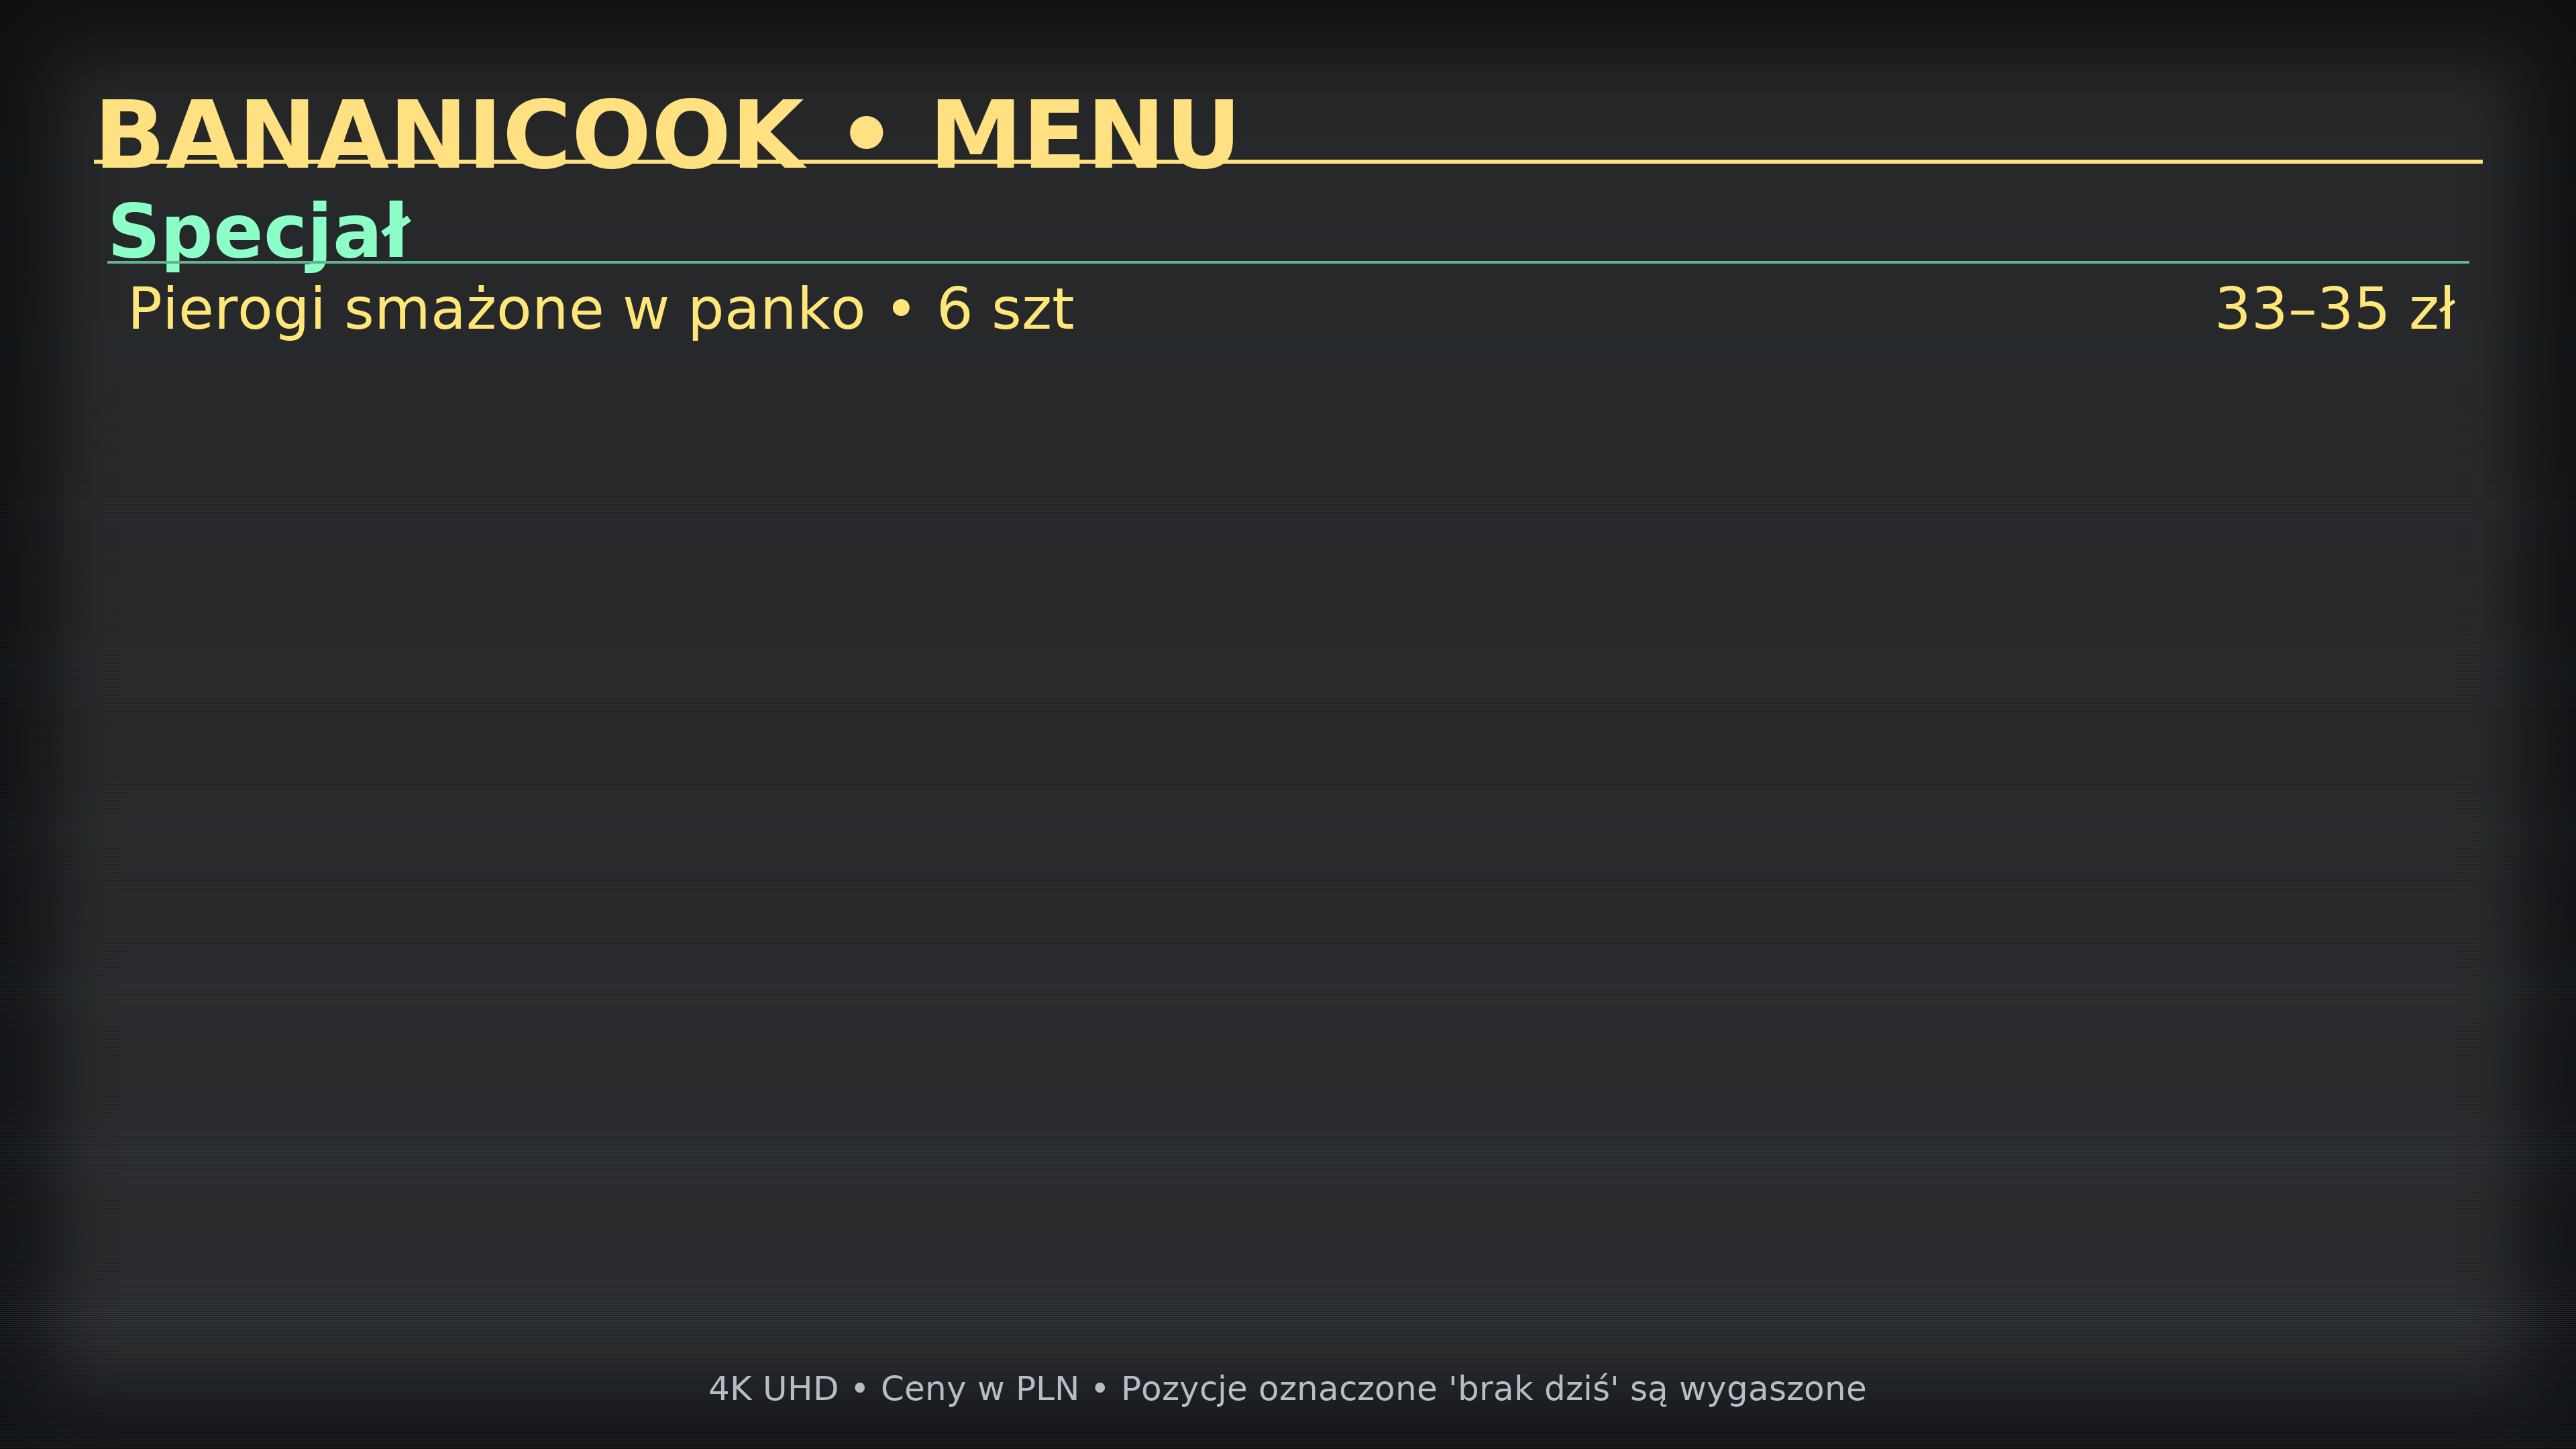 BANANICOOK • MENU
Specjał
Pierogi smażone w panko • 6 szt 33–35 zł
4K UHD • Ceny w PLN • Pozycje oznaczone 'brak dziś' są wygaszone